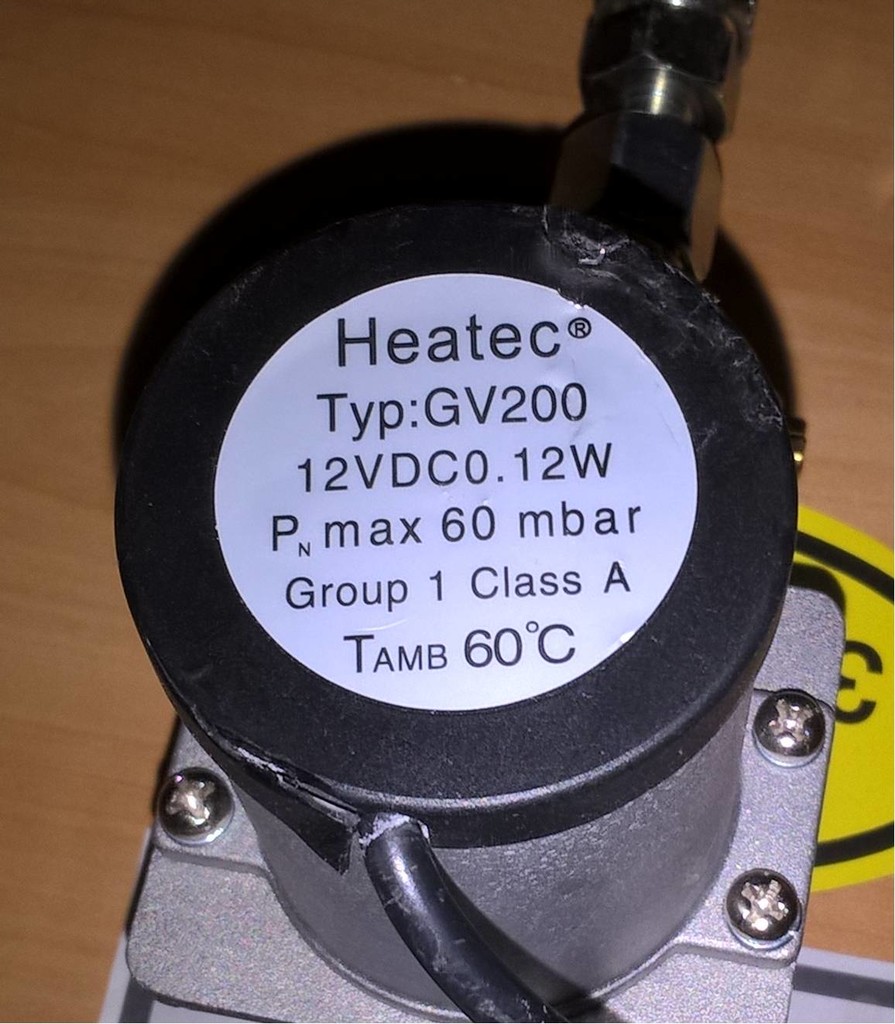 Heatec®
Typ:GV200
12VDC0.12W
PN max 60 mbar
Group 1 Class A
TAMB 60°C